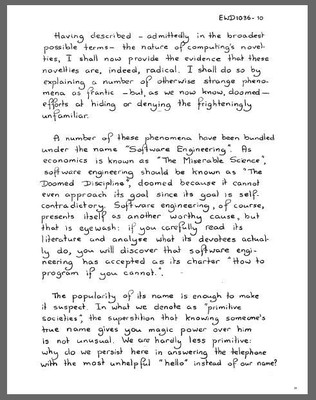 EWD1036-10
Having described - admittedly in the broadest
possible terms- the nature of computing's novel-
ties, I shall now provide the evidence that these
novelties are, indeed, radical. I shall do so by
explaining a number of otherwise strange pheno-
mena as frantic -but, as we now know, doomed-
efforts at hiding or denying the frighteningly
unfamiliar.
A number of these phenomena have been bundled
under the name "Software Engineering". As
economics is known as "The Miserable Science",
software engineering should be known as "The
Doomed Discipline", doomed because it cannot
even approach its goal since its goal is self-
contradictory. Software engineering, of course,
presents itself as another worthy cause, but
that is eyewash: if you carefully read its
literature and analyse what its devotees actual-
ly do, you will discover that software engi-
neering has accepted as its charter "How to
program if you cannot.".
The popularity of its name is enough to make
it suspect. In what we denote as "primitive
societies", the superstition that knowing someone's
true name gives you magic power over him
is not unusual. We are hardly less primitive:
why do we persist here in answering the telephone
with the most unhelpful "hello" instead of our name?